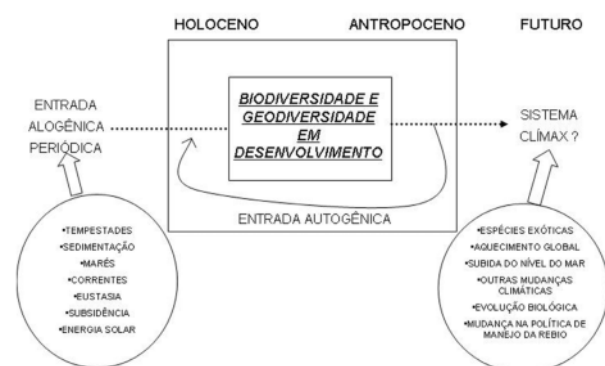 HOLOCENO
ANTROPOCENO
FUTURO
ENTRADA
ALOGÊNICA
PERIÓDICA
BIODIVERSIDADE E
GEODIVERSIDADE
EM
DESENVOLVIMENTO
SISTEMA
CLÍMAX ?
ENTRADA AUTOGÊNICA
•TEMPESTADES
•SEDIMENTAÇÃO
•MARÉS
•CORRENTES
•EUSTASIA
•SUBSIDÊNCIA
•ENERGIA SOLAR
•ESPÉCIES EXÓTICAS
•AQUECIMENTO GLOBAL
•SUBIDA DO NÍVEL DO MAR
•OUTRAS MUDANÇAS
CLIMÁTICAS
•EVOLUÇÃO BIOLÓGICA
•MUDANÇA NA POLÍTICA DE
MANEJO DA REBIO